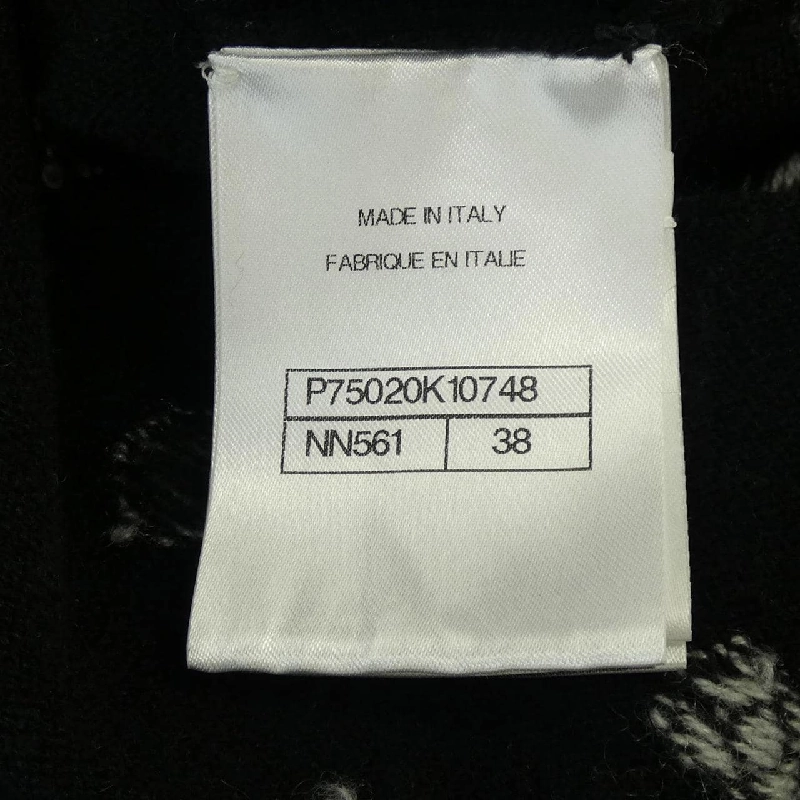 MADE IN ITALY
FABRIQUE EN ITALIE
P75020K10748
NN561 38